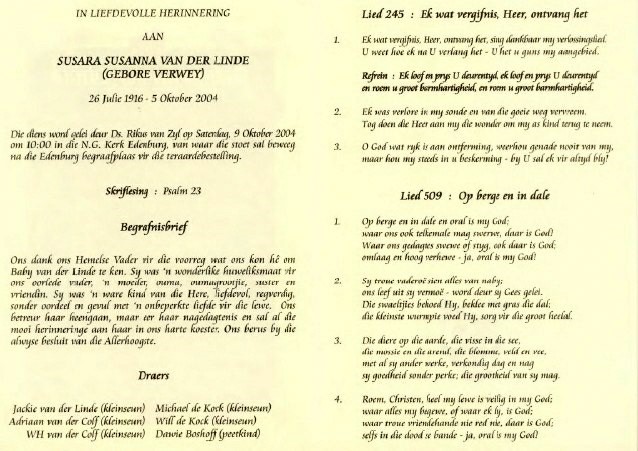 IN LIEFDEVOLLE HERINNERING
AAN
SUSARA SUSANNA VAN DER LINDE
(GEBORE VERWEY)
26 Julie 1916 - 5 Oktober 2004
Die diens word gelei deur Ds. Rikus van Zyl op Saterdag, 9 Oktober 2004
om 10:00 in die N.G. Kerk Edenburg, van waar die stoet sal beweeg
na die Edenburg begraafplaas vir die teraardebestelling.
Skriflesing : Psalm 23
Begrafnisbrief
Ons dank ons Hemelse Vader vir die voorreg wat ons kon hê om
Baby van der Linde te ken. Sy was 'n wonderlike huweliksmaat vir
ons oorlede vader, 'n moeder, ouma, oumagrootjie, suster en
vriendin. Sy was 'n ware kind van die Here, liefdevol, regverdig,
sonder oordeel en gevul met 'n onbeperkte liefde vir die lewe. Ons
betreur haar heengaan, maar eer haar nagedagtenis en sal al die
mooi herinneringe aan haar in ons harte koester. Ons berus by die
alwyse besluit van die Allerhoogste.
Draers
Jackie van der Linde (kleinseun) Michael de Kock (kleinseun)
Adriaan van der Colf (kleinseun) Will de Kock (kleinseun)
WH van der Colf (kleinseun) Dawie Boshoff (peetkind)
Lied 245 : Ek wat vergifnis, Heer, ontvang het
1. Ek wat vergifnis, Heer, ontvang het, sing dankbaar my verlossingslied.
U weet hoe ek na U verlang het - U het u guns my aangebied.
Refrein : Ek loof en prys U deurentyd, ek loof en prys U deurentyd
en roem u groot barmhartigheid, en roem u groot barmhartigheid.
2. Ek was verlore in my sonde en van die goeie weg vervreem.
Tog doen die Heer aan my die wonder om my as kind terug te neem.
3. O God wat ryk is aan ontferming, weerhou genade nooit van my,
maar hou my steeds in u beskerming - by U sal ek vir altyd bly!
Lied 509 : Op berge en in dale
1. Op berge en in dale en oral is my God;
waar ons ook telkemale mag swerwe, daar is God!
Waar ons gedagtes swewe of styg, ook daar is God;
omlaag en hoog verhewe - ja, oral is my God!
2. Sy troue vaderoë sien alles van naby;
ons leef uit sy vermoë - word deur sy Gees gelei.
Die swaeltjies bekoed Hy, beklee met gras die dal;
die kleinste wurmpie voed Hy, sorg vir die groot heelal.
3. Die diere op die aarde, die visse in die see,
die mossie en die arend, die blomme, veld en vee,
met al sy ander werke, verkondig dag en nag
sy goedheid sonder perke; die grootheid van sy mag.
4. Roem, Christen, heel my lewe is veilig in my God;
waar alles my begewe, of waar ek ly, is God;
waar troue vriendehande nie red nie, daar is God;
selfs in die dood se bande - ja, oral is my God!